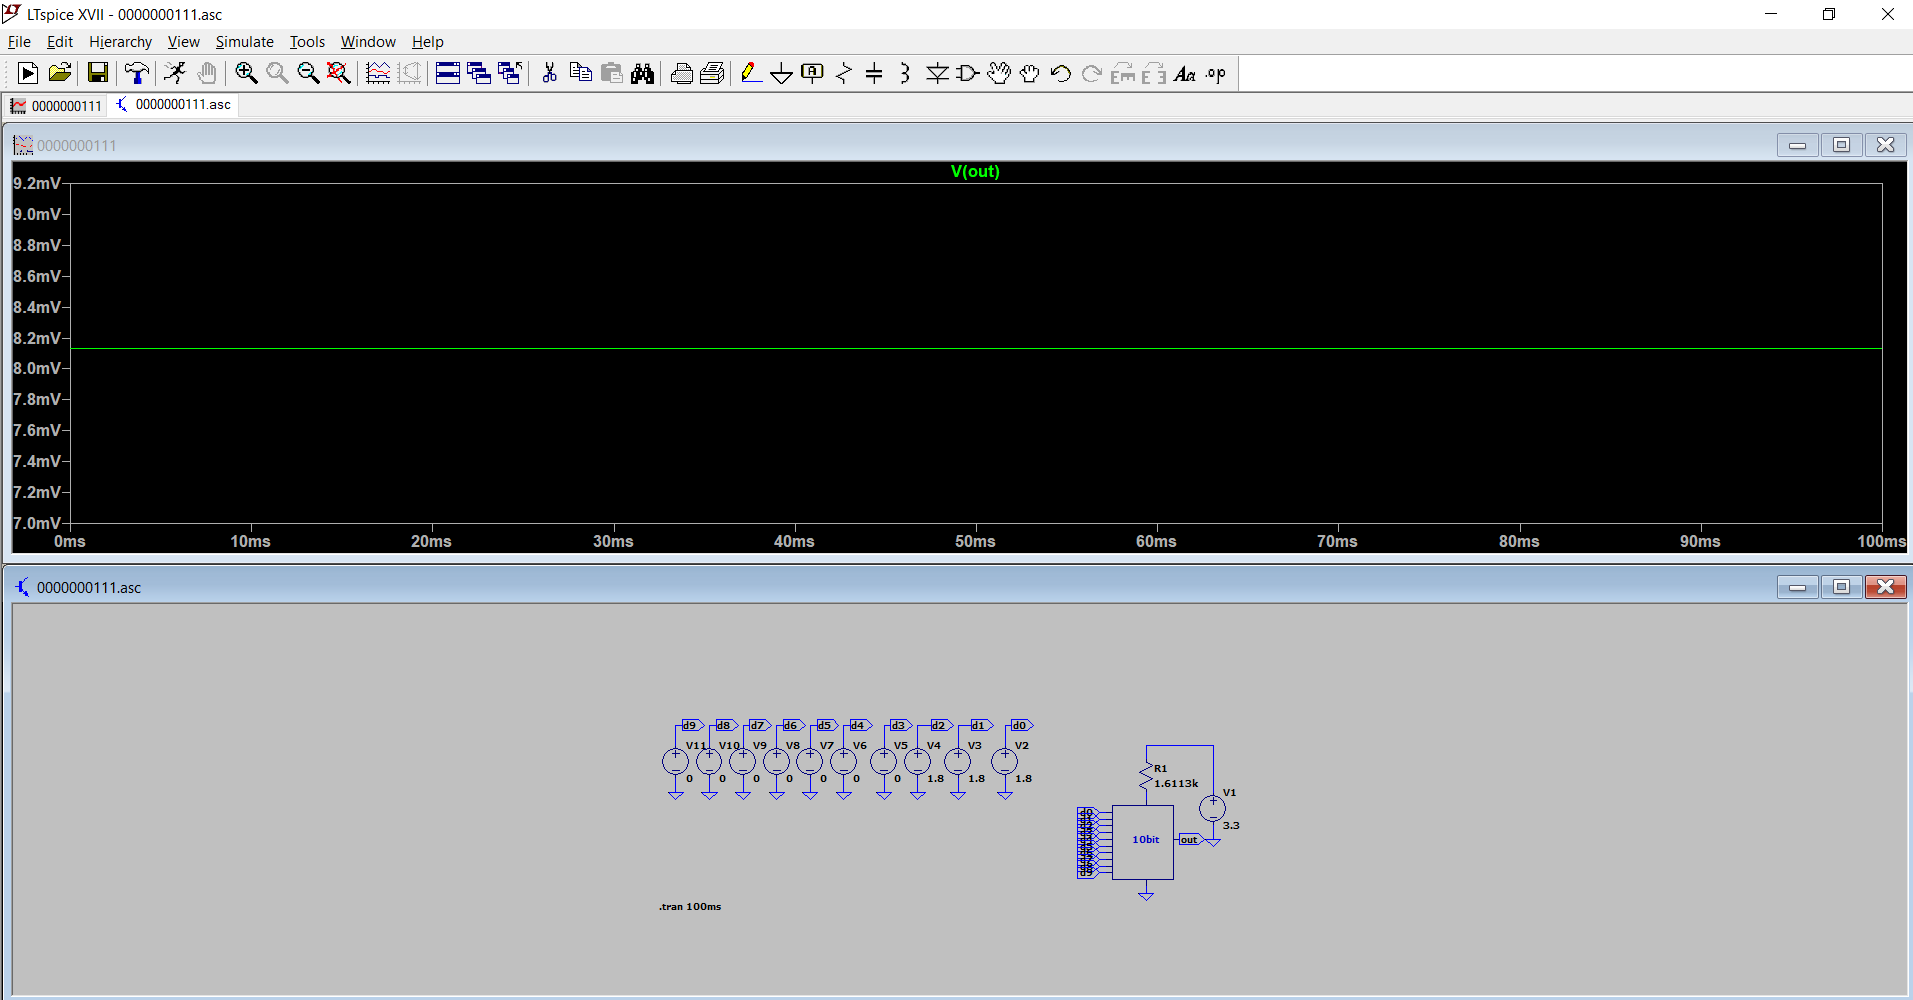 LTspice XVII - 0000000111.asc
File Edit Hierarchy View Simulate Tools Window Help
.op
0000000111 0000000111.asc
0000000111
V(out)
9.2mV
9.0mV
8.8mV
8.6mV
8.4mV
8.2mV
8.0mV
7.8mV
7.6mV
7.4mV
7.2mV
7.0mV
0ms 10ms 20ms 30ms 40ms 50ms 60ms 70ms 80ms 90ms 100ms
0000000111.asc
d9 d8 d7 d6 d5 d4 d3 d2 d1 d0
V11 V10 V9 V8 V7 V6 V5 V4 V3 V2
0 0 0 0 0 0 0 1.8 1.8 1.8
R1
1.6113k
V1
3.3
d0
10bit
out
d9
.tran 100ms